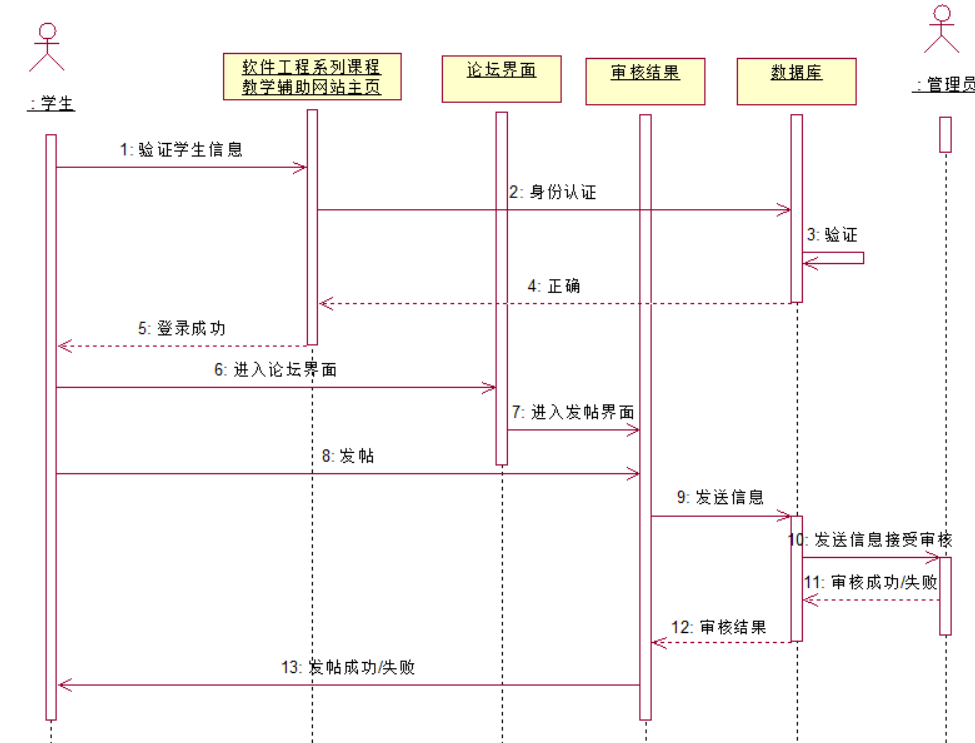 : 学生
软件工程系列课程
教学辅助网站主页
论坛界面
审核结果
数据库
: 管理员
1: 验证学生信息
2: 身份认证
3: 验证
4: 正确
5: 登录成功
6: 进入论坛界面
7: 进入发帖界面
8: 发帖
9: 发送信息
10: 发送信息接受审核
11: 审核成功/失败
12: 审核结果
13: 发帖成功/失败